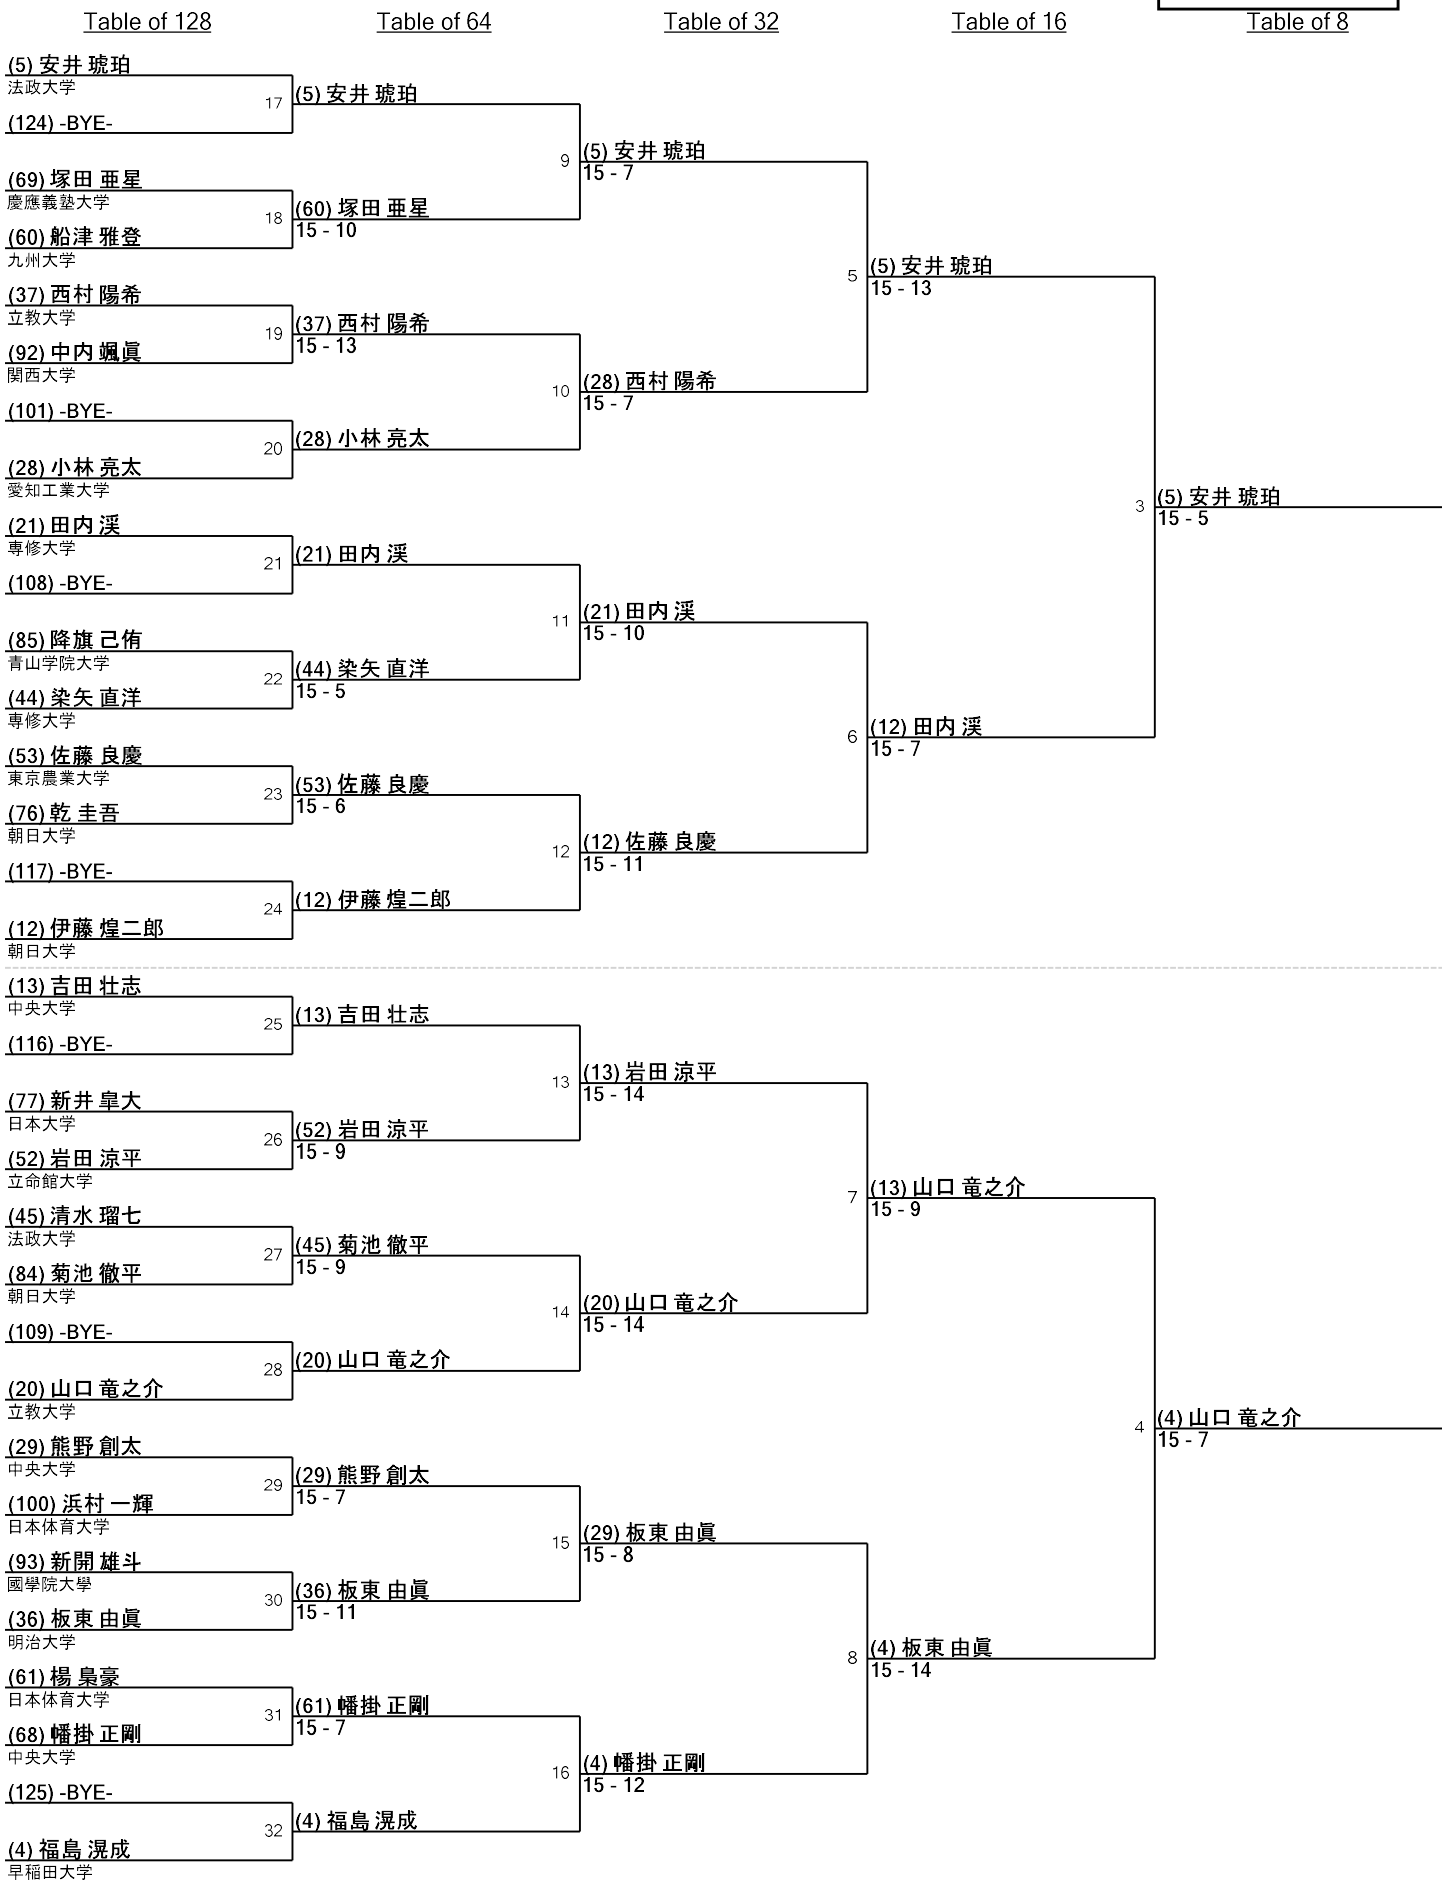 Table of 128
Table of 64
Table of 32
Table of 16
Table of 8
(5) 安井 琥珀
法政大学
17
(5) 安井 琥珀
(124) -BYE-
9
(5) 安井 琥珀
15 - 7
(69) 塚田 亜星
慶應義塾大学
18
(60) 塚田 亜星
15 - 10
(60) 船津 雅登
九州大学
5
(5) 安井 琥珀
15 - 13
(37) 西村 陽希
立教大学
19
(37) 西村 陽希
15 - 13
(92) 中内 颯眞
関西大学
10
(28) 西村 陽希
15 - 7
(101) -BYE-
20
(28) 小林 亮太
(28) 小林 亮太
愛知工業大学
3
(5) 安井 琥珀
15 - 5
(21) 田内 渓
専修大学
21
(21) 田内 渓
(108) -BYE-
11
(21) 田内 渓
15 - 10
(85) 降旗 己侑
青山学院大学
22
(44) 染矢 直洋
15 - 5
(44) 染矢 直洋
専修大学
6
(12) 田内 渓
15 - 7
(53) 佐藤 良慶
東京農業大学
23
(53) 佐藤 良慶
15 - 6
(76) 乾 圭吾
朝日大学
12
(12) 佐藤 良慶
15 - 11
(117) -BYE-
24
(12) 伊藤 煌二郎
(12) 伊藤 煌二郎
朝日大学
(13) 吉田 壮志
中央大学
25
(13) 吉田 壮志
(116) -BYE-
13
(13) 岩田 涼平
15 - 14
(77) 新井 皐大
日本大学
26
(52) 岩田 涼平
15 - 9
(52) 岩田 涼平
立命館大学
7
(13) 山口 竜之介
15 - 9
(45) 清水 瑠七
法政大学
27
(45) 菊池 徹平
15 - 9
(84) 菊池 徹平
朝日大学
14
(20) 山口 竜之介
15 - 14
(109) -BYE-
28
(20) 山口 竜之介
(20) 山口 竜之介
立教大学
4
(4) 山口 竜之介
15 - 7
(29) 熊野 創太
中央大学
29
(29) 熊野 創太
15 - 7
(100) 浜村 一輝
日本体育大学
15
(29) 板東 由眞
15 - 8
(93) 新開 雄斗
國學院大學
30
(36) 板東 由眞
15 - 11
(36) 板東 由眞
明治大学
8
(4) 板東 由眞
15 - 14
(61) 楊 梟豪
日本体育大学
31
(61) 幡掛 正剛
15 - 7
(68) 幡掛 正剛
中央大学
16
(4) 幡掛 正剛
15 - 12
(125) -BYE-
32
(4) 福島 滉成
(4) 福島 滉成
早稲田大学